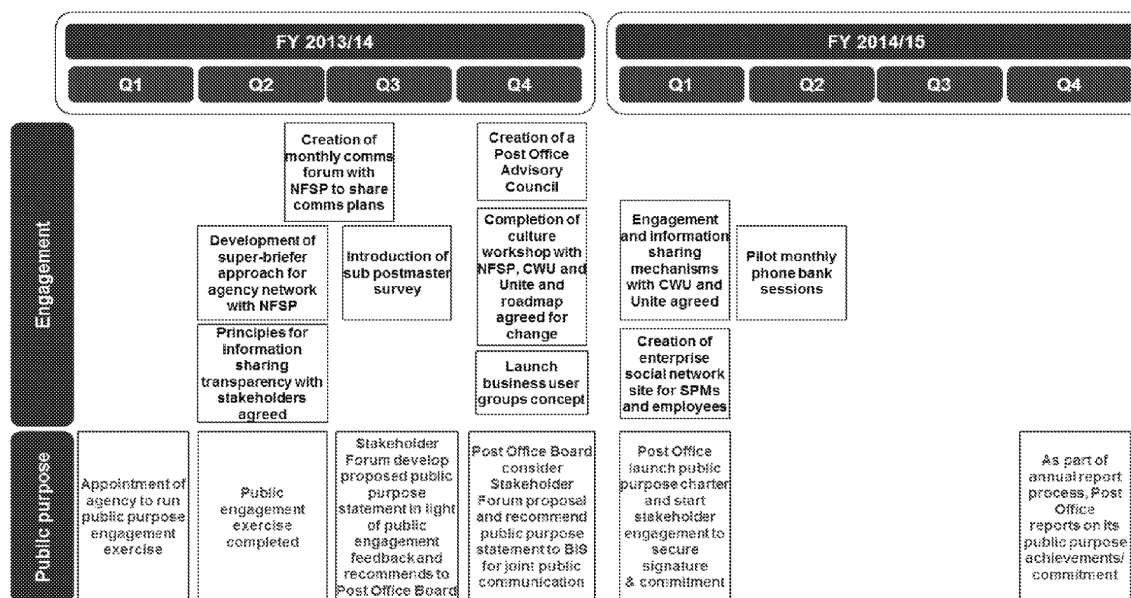 FY 2013/14
FY 2014/15
Q1
Q2
Q3
Q4
Q1
Q2
Q3
Q4
Engagement
Creation of
monthly comms
forum with
NFSP to share
comms plans
Creation of a
Post Office
Advisory
Council
Development of
super-briefer
approach for
agency network
with NFSP
Introduction of
sub postmaster
survey
Completion of
culture
workshop with
NFSP, CWU and
Unite and
roadmap
agreed for
change
Engagement
and information
sharing
mechanisms
with CWU and
Unite agreed
Pilot monthly
phone bank
sessions
Principles for
information
sharing
transparency with
stakeholders
agreed
Launch
business user
groups concept
Creation of
enterprise
social network
site for SPMs
and employees
Public purpose
Appointment of
agency to run
public purpose
engagement
exercise
Public
engagement
exercise
completed
Stakeholder
Forum develop
proposed public
purpose
statement in light
of public
engagement
feedback and
recommends to
Post Office Board
Post Office Board
consider
Stakeholder
Forum proposal
and recommend
public purpose
statement to BIS
for joint public
communication
Post Office
launch public
purpose charter
and start
stakeholder
engagement to
secure
signature
& commitment
As part of
annual report
process, Post
Office
reports on its
public purpose
achievements/
commitment